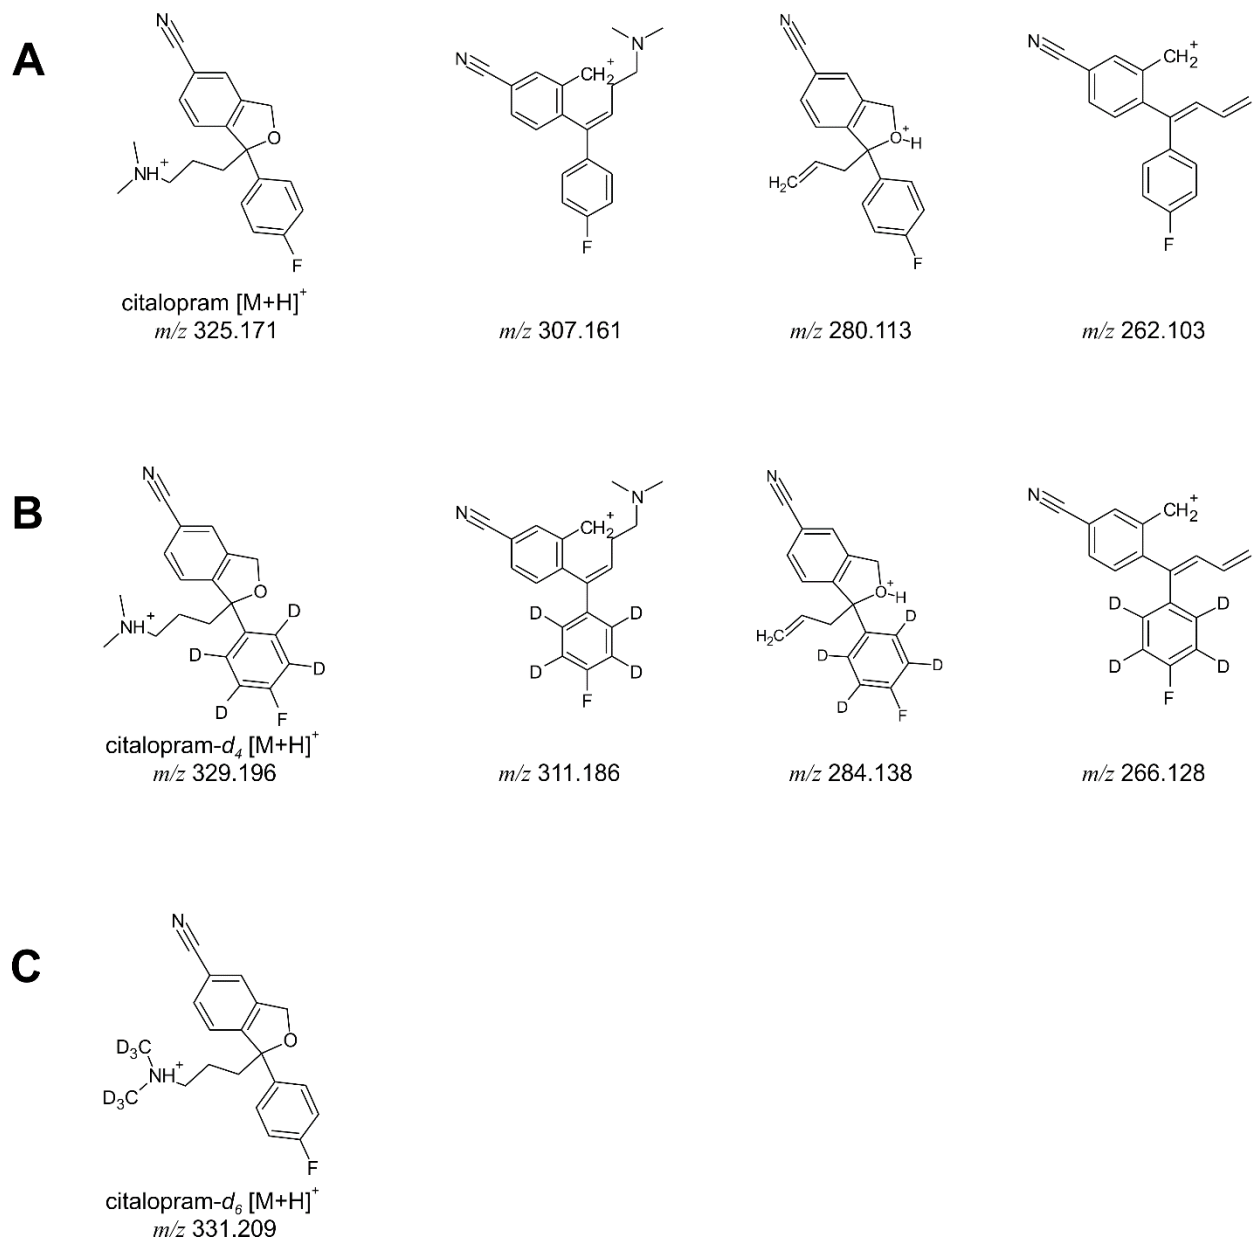 A
N
NH+
O
F
citalopram [M+H]+
m/z 325.171
N
CH2+
N
F
m/z 307.161
N
O+
H
H2C
F
m/z 280.113
N
CH2+
F
m/z 262.103
B
N
NH+
O
D
D
D
D
F
citalopram-d4 [M+H]+
m/z 329.196
N
CH2+
N
D
D
D
D
F
m/z 311.186
N
O+
H
H2C
D
D
D
D
F
m/z 284.138
N
CH2+
D
D
D
D
F
m/z 266.128
C
N
D3C
NH+
D3C
O
F
citalopram-d6 [M+H]+
m/z 331.209